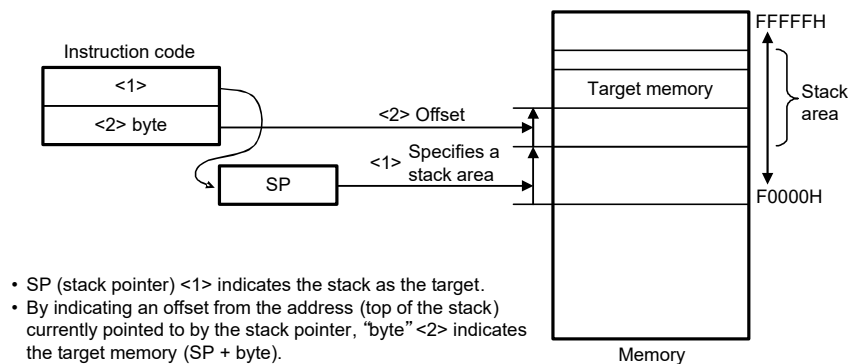 FFFFFH
Instruction code
<1>
Target memory
Stack
area
<2> byte
<2> Offset
<1> Specifies a
stack area
SP
F0000H
• SP (stack pointer) <1> indicates the stack as the target.
• By indicating an offset from the address (top of the stack)
currently pointed to by the stack pointer, “byte” <2> indicates
the target memory (SP + byte).
Memory